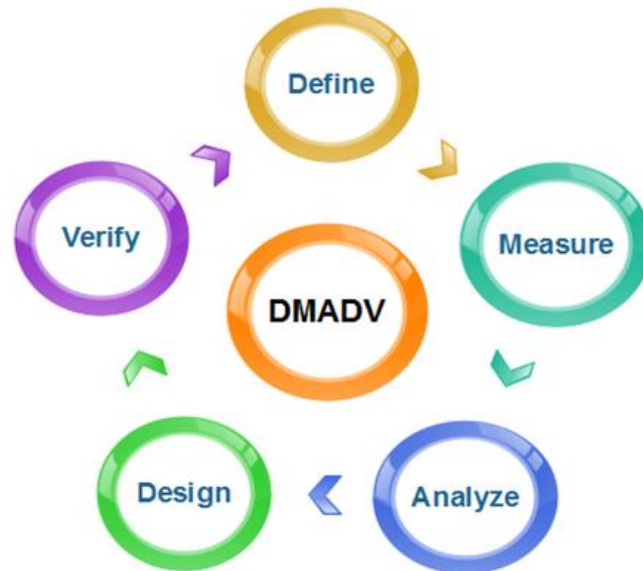 Define
Measure
Analyze
Design
Verify
DMADV